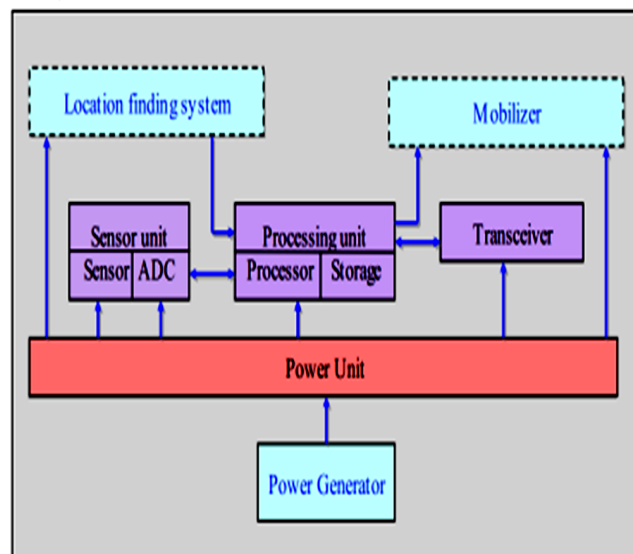 Location finding system
Mobilizer
Sensor unit
Processing unit
Transceiver
Sensor
ADC
Processor
Storage
Power Unit
Power Generator